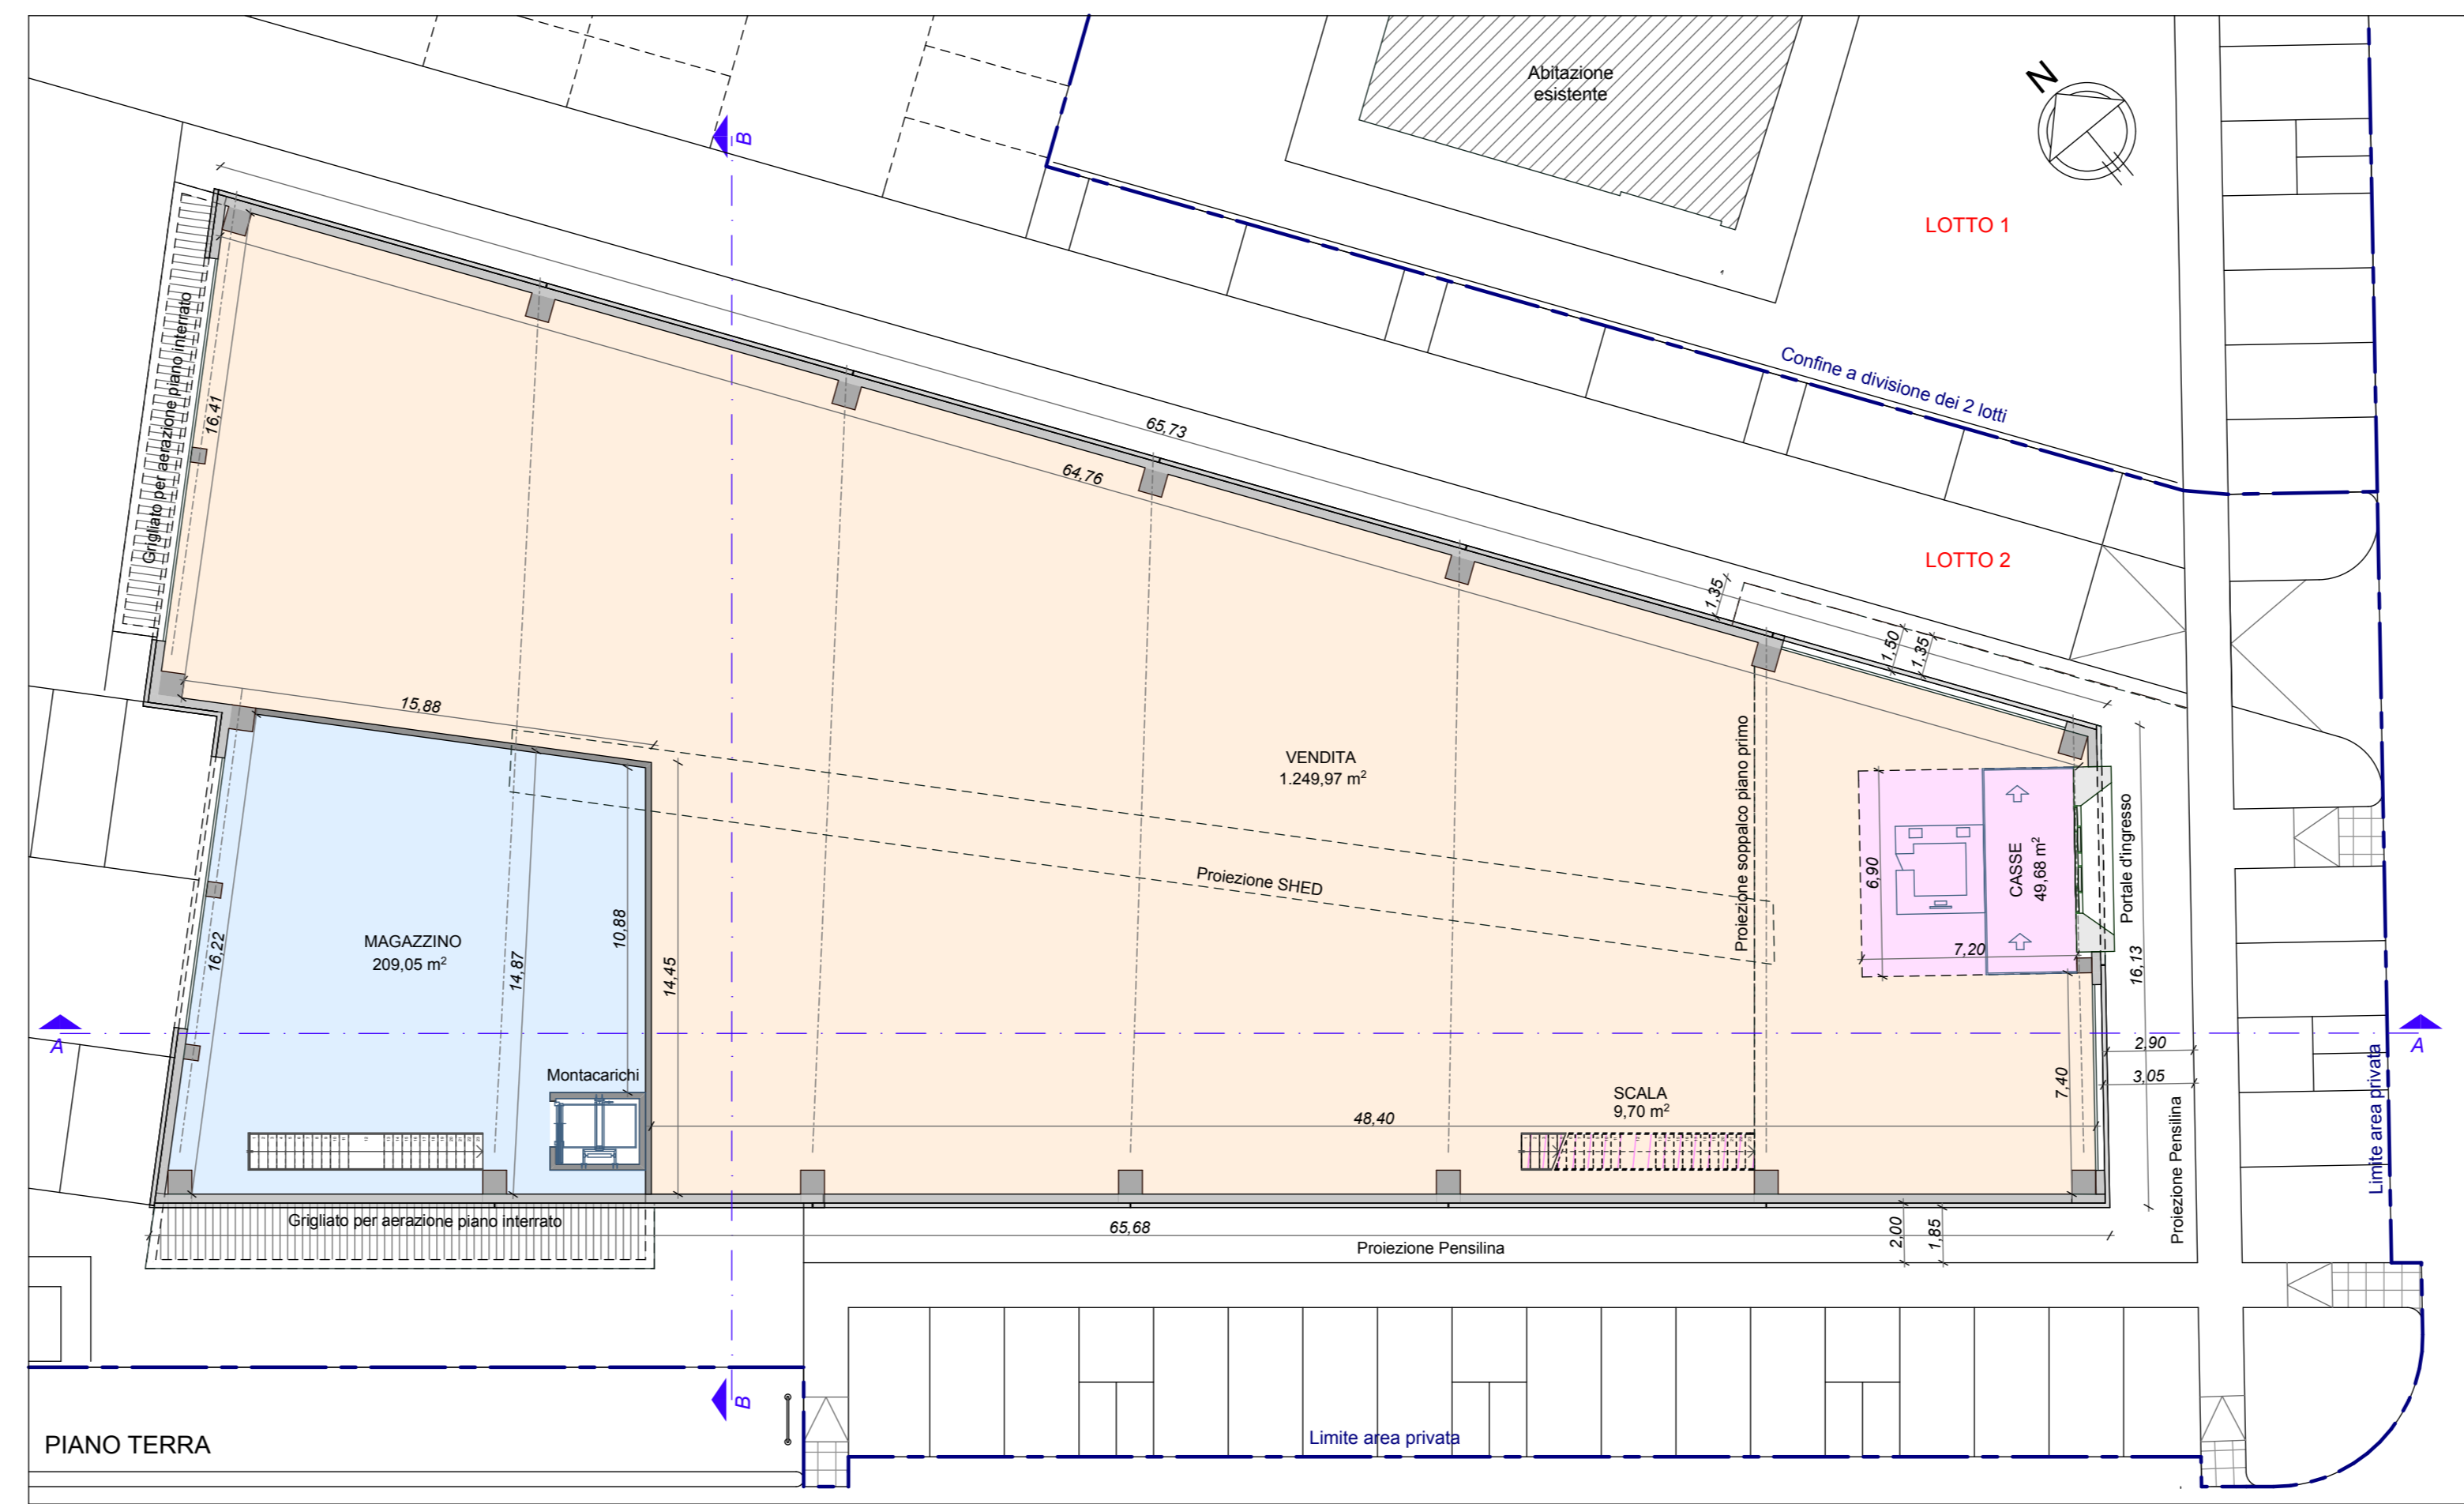 Abitazione
esistente
N
B
LOTTO 1
Grigliato per aerazione piano interrato
16,41
65,73
64,76
Confine a divisione dei 2 lotti
LOTTO 2
1,35
1,50
1,35
15,88
VENDITA
1.249,97 m²
Proiezione soppalco piano primo
Proiezione SHED
6,90
CASSE
49,68 m²
7,20
Portale d'ingresso
16,13
MAGAZZINO
209,05 m²
16,22
14,87
10,88
14,45
A
A
2,90
3,05
7,40
Montacarichi
SCALA
9,70 m²
48,40
Limite area privata
Proiezione Pensilina
Grigliato per aerazione piano interrato
65,68
2,00
1,85
Proiezione Pensilina
B
PIANO TERRA
Limite area privata